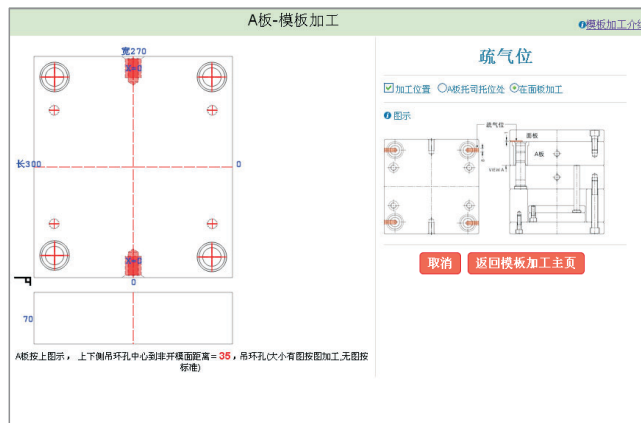 A板-模板加工
模板加工介绍
宽270
X=0
长300
0
X=0
0
70
A板按上图示， 上下侧吊环孔中心到非开模面距离=35，吊环孔(大小有图按图加工,无图按
标准)
疏气位
加工位置 A板托司托位处 在面板加工
图示
疏气位
面板
A板
VIEW-A
取消 返回模板加工主页